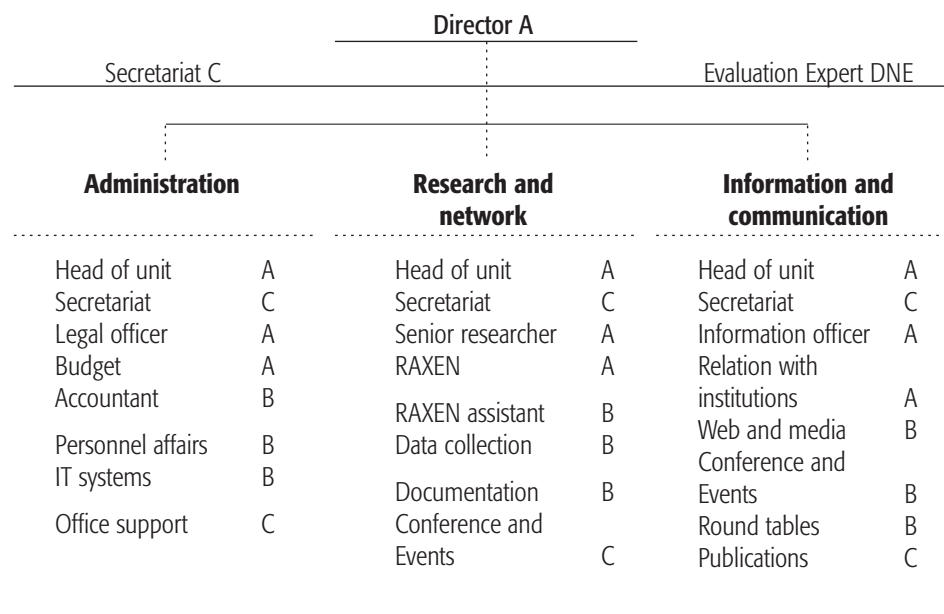 Director A
Secretariat C Evaluation Expert DNE
Administration
Head of unit A
Secretariat C
Legal officer A
Budget A
Accountant B
Personnel affairs B
IT systems B
Office support C
Research and
network
Head of unit A
Secretariat C
Senior researcher A
RAXEN A
RAXEN assistant B
Data collection B
Documentation B
Conference and
Events C
Information and
communication
Head of unit A
Secretariat C
Information officer A
Relation with
institutions A
Web and media B
Conference and
Events B
Round tables B
Publications C